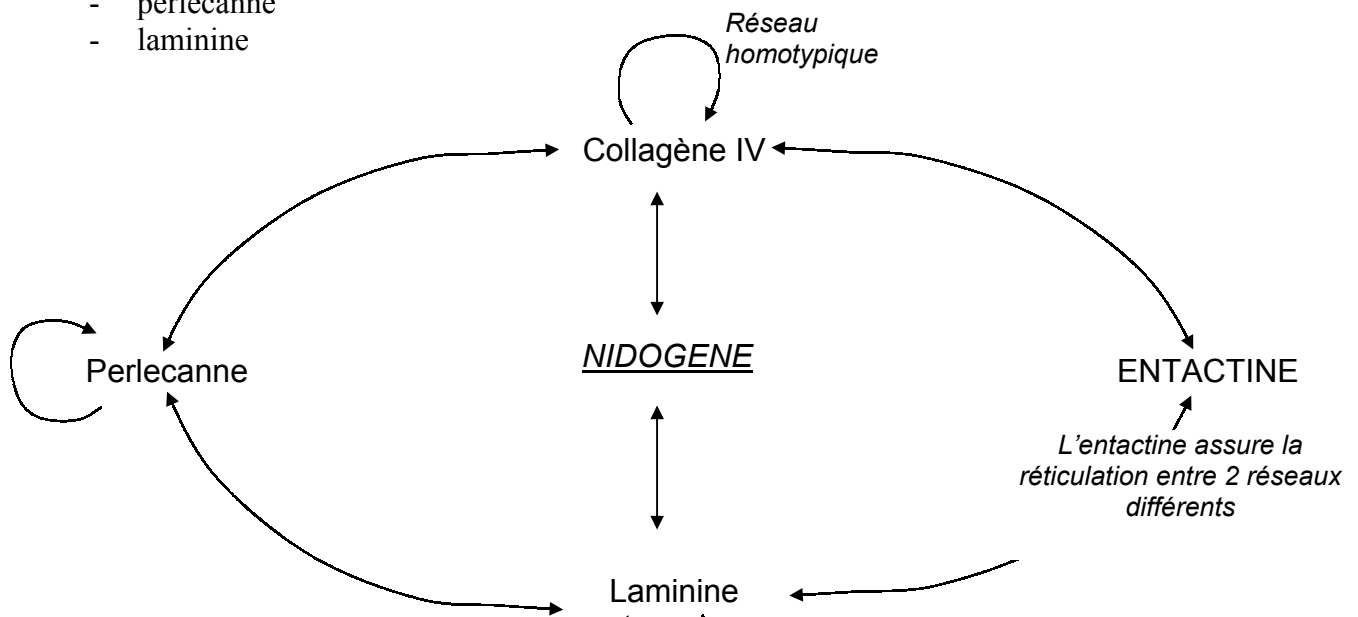 - perlecanne
- laminine
Réseau
homotypique
Collagène IV
Perlecanne
NIDOGENE
ENTACTINE
L'entactine assure la
réticulation entre 2 réseaux
différents
Laminine